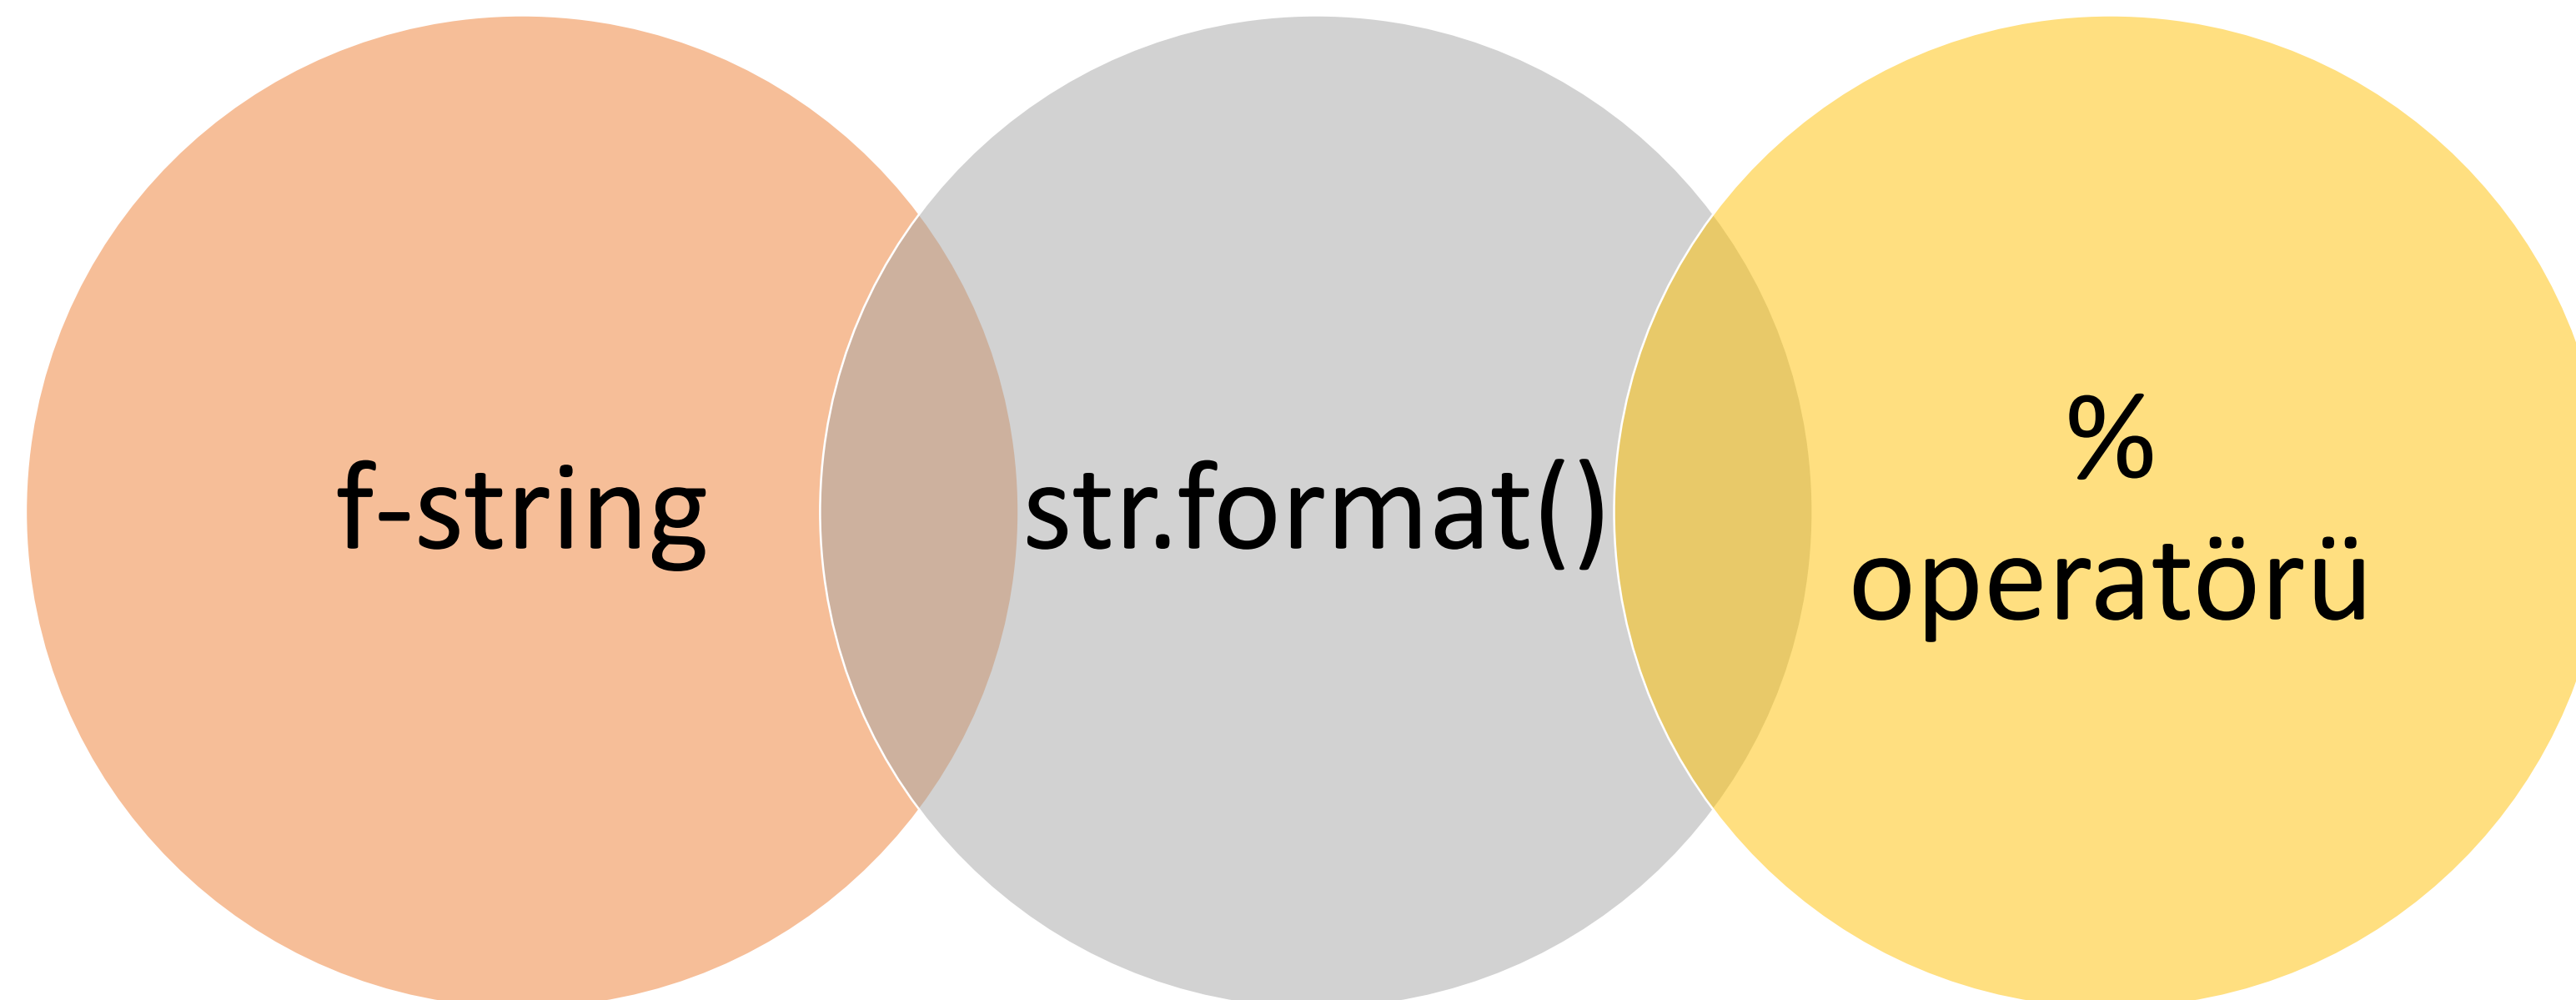 f-string
str.format()
%
operatörü